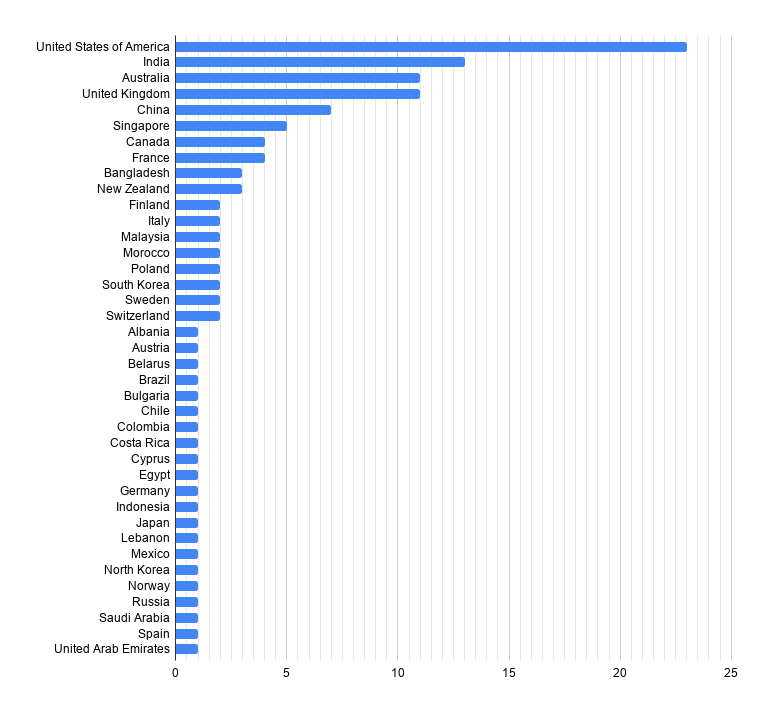 United States of America
India
Australia
United Kingdom
China
Singapore
Canada
France
Bangladesh
New Zealand
Finland
Italy
Malaysia
Morocco
Poland
South Korea
Sweden
Switzerland
Albania
Austria
Belarus
Brazil
Bulgaria
Chile
Colombia
Costa Rica
Cyprus
Egypt
Germany
Indonesia
Japan
Lebanon
Mexico
North Korea
Norway
Russia
Saudi Arabia
Spain
United Arab Emirates
0 5 10 15 20 25